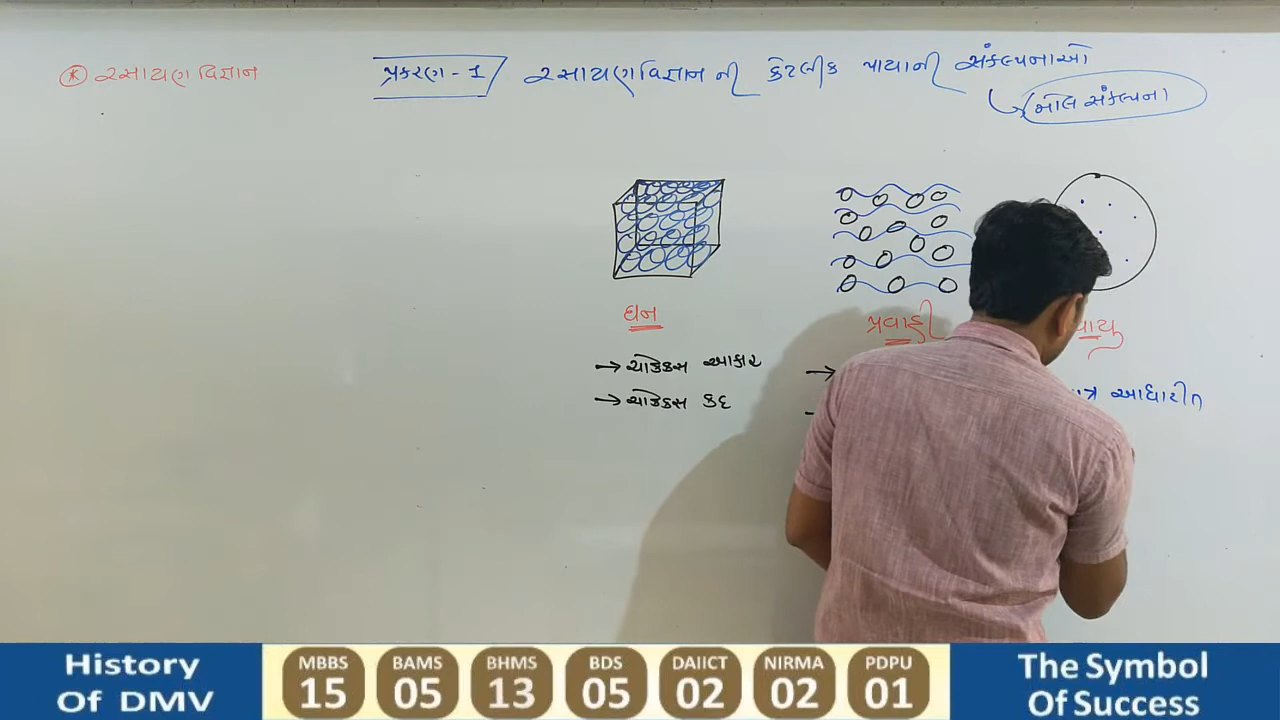 રસાયણ વિજ્ઞાન
પ્રકરણ - 1 રસાયણવિજ્ઞાન ની કેટલીક પાયાની સંકલ્પનાઓ
મોલ સંકલ્પના
ઘન પ્રવાહી વાયુ
→ ચોક્કસ આકાર →
→ ચોક્કસ કદ આધારીત
History
Of DMV
MBBS
15
BAMS
05
BHMS
13
BDS
05
DAIICT
02
NIRMA
02
PDPU
01
The Symbol
Of Success